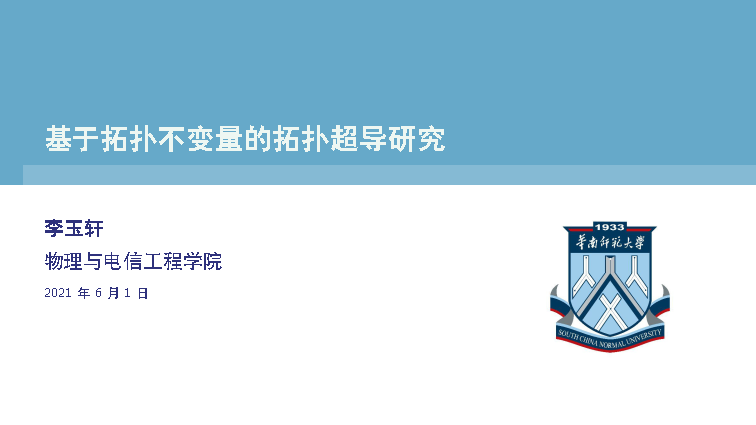 基于拓扑不变量的拓扑超导研究
李玉轩
物理与电信工程学院
2021 年 6 月 1 日
1933
華南師範大學
SOUTH CHINA NORMAL UNIVERSITY